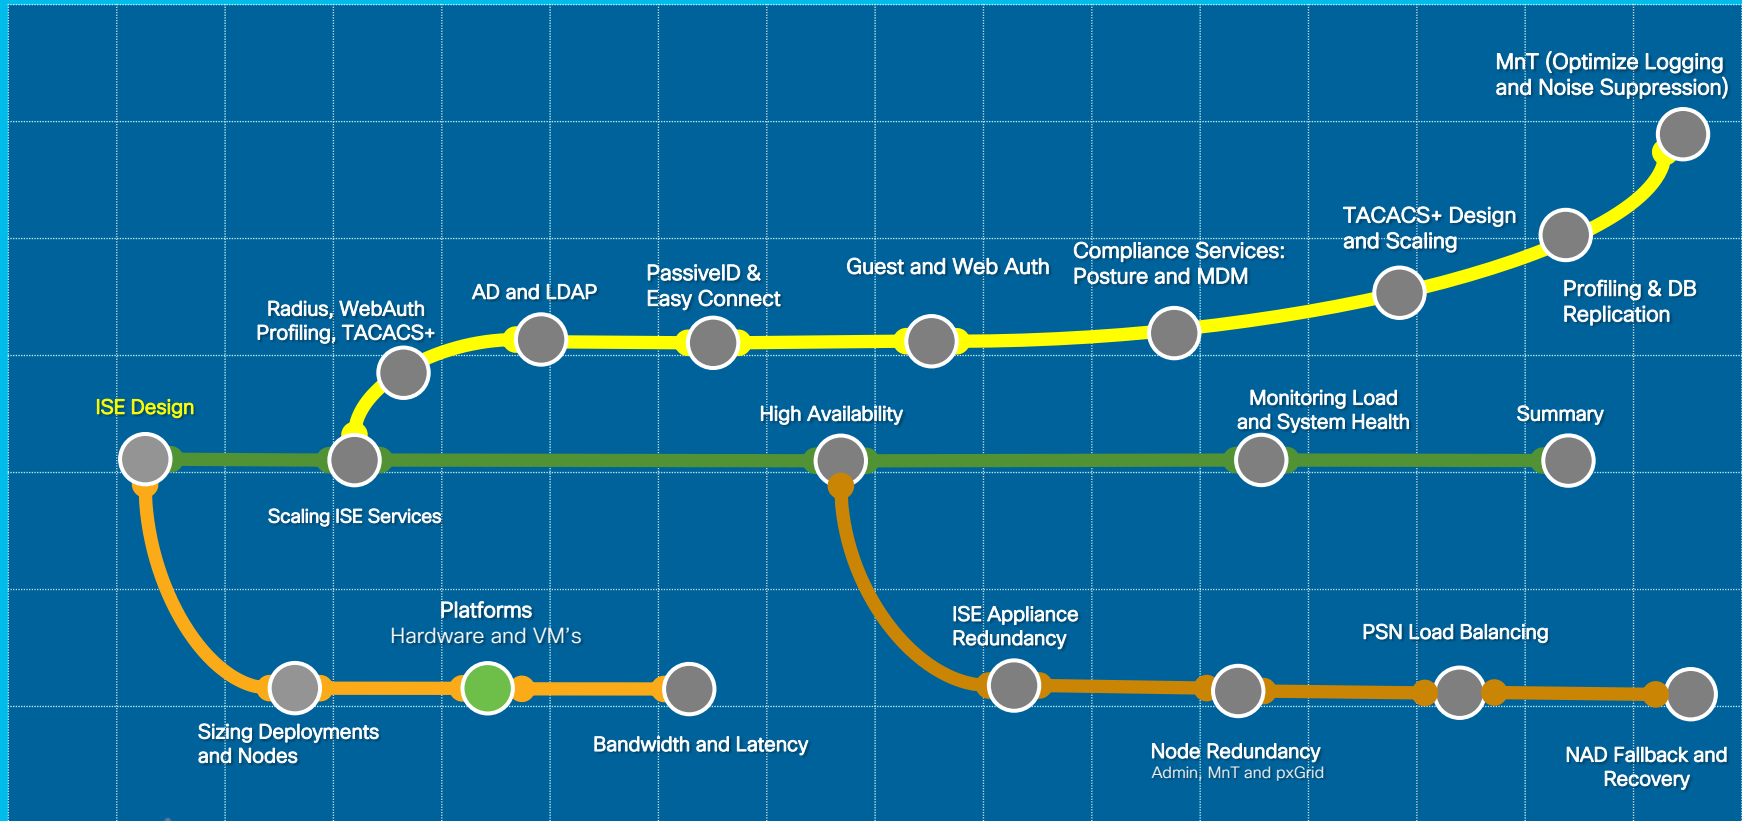 MnT (Optimize Logging
and Noise Suppression)
TACACS+ Design
and Scaling
Compliance Services:
Posture and MDM
Guest and Web Auth
PassiveID &
Easy Connect
AD and LDAP
Radius, WebAuth
Profiling, TACACS+
Profiling & DB
Replication
ISE Design
High Availability
Monitoring Load
and System Health
Summary
Scaling ISE Services
Platforms
Hardware and VM's
ISE Appliance
Redundancy
PSN Load Balancing
Sizing Deployments
and Nodes
Bandwidth and Latency
Node Redundancy
Admin, MnT and pxGrid
NAD Fallback and
Recovery